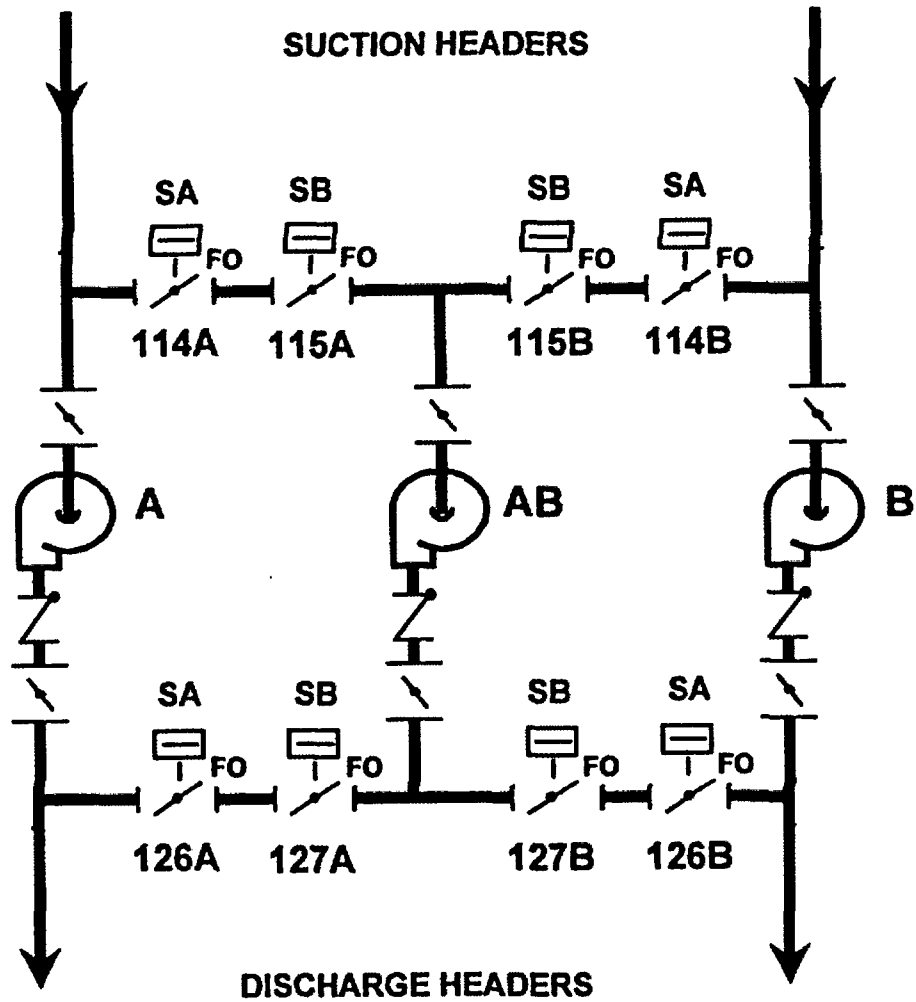 SUCTION HEADERS
SA SB SB SA
FO FO FO FO
114A 115A 115B 114B
A AB B
SA SB SB SA
FO FO FO FO
126A 127A 127B 126B
DISCHARGE HEADERS